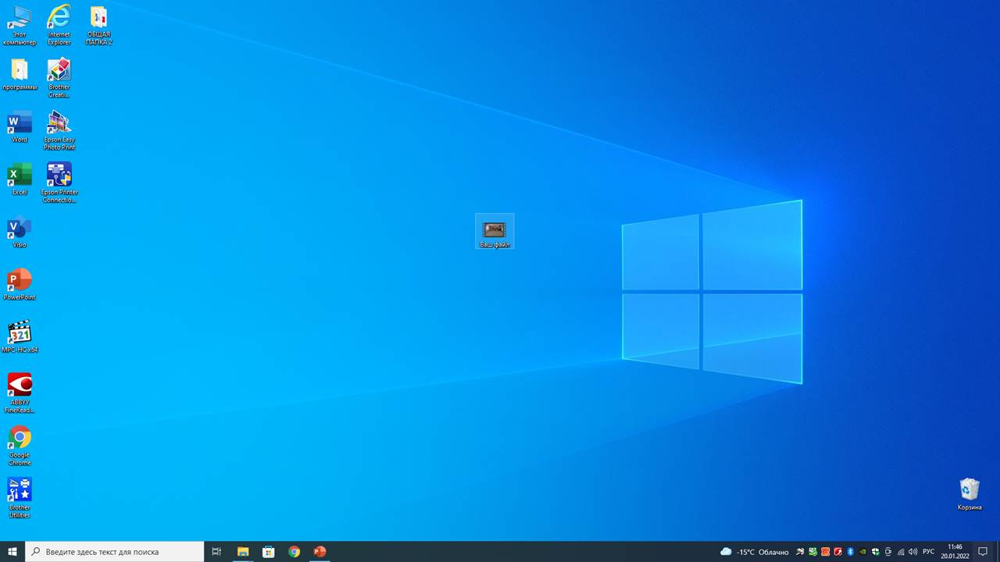 Этот
компьютер
Internet
Explorer
ОБЩАЯ
ПАПКА 2
программы
Brother
Creati...
Word
Epson Easy
Photo Print
Excel
Epson Printer
Connectio...
Visio
Ваш файл
PowerPoint
MPC-HC x64
ABBYY
FineRead...
Google
Chrome
Brother
Utilities
Корзина
Введите здесь текст для поиска
-15°C Облачно
РУС
11:46
20.01.2022